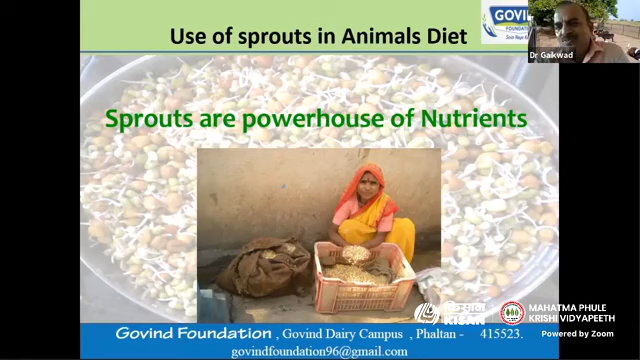 Use of sprouts in Animals Diet
GOVIN
FOUNDATION
Dr Gaikwad
Sprouts are powerhouse of Nutrients
किसान
KISAN
MAHATMA PHULE
KRISHI VIDYAPEETH
Powered by Zoom
Govind Foundation , Govind Dairy Campus , Phaltan - 415523.
govindfoundation96@gmail.com